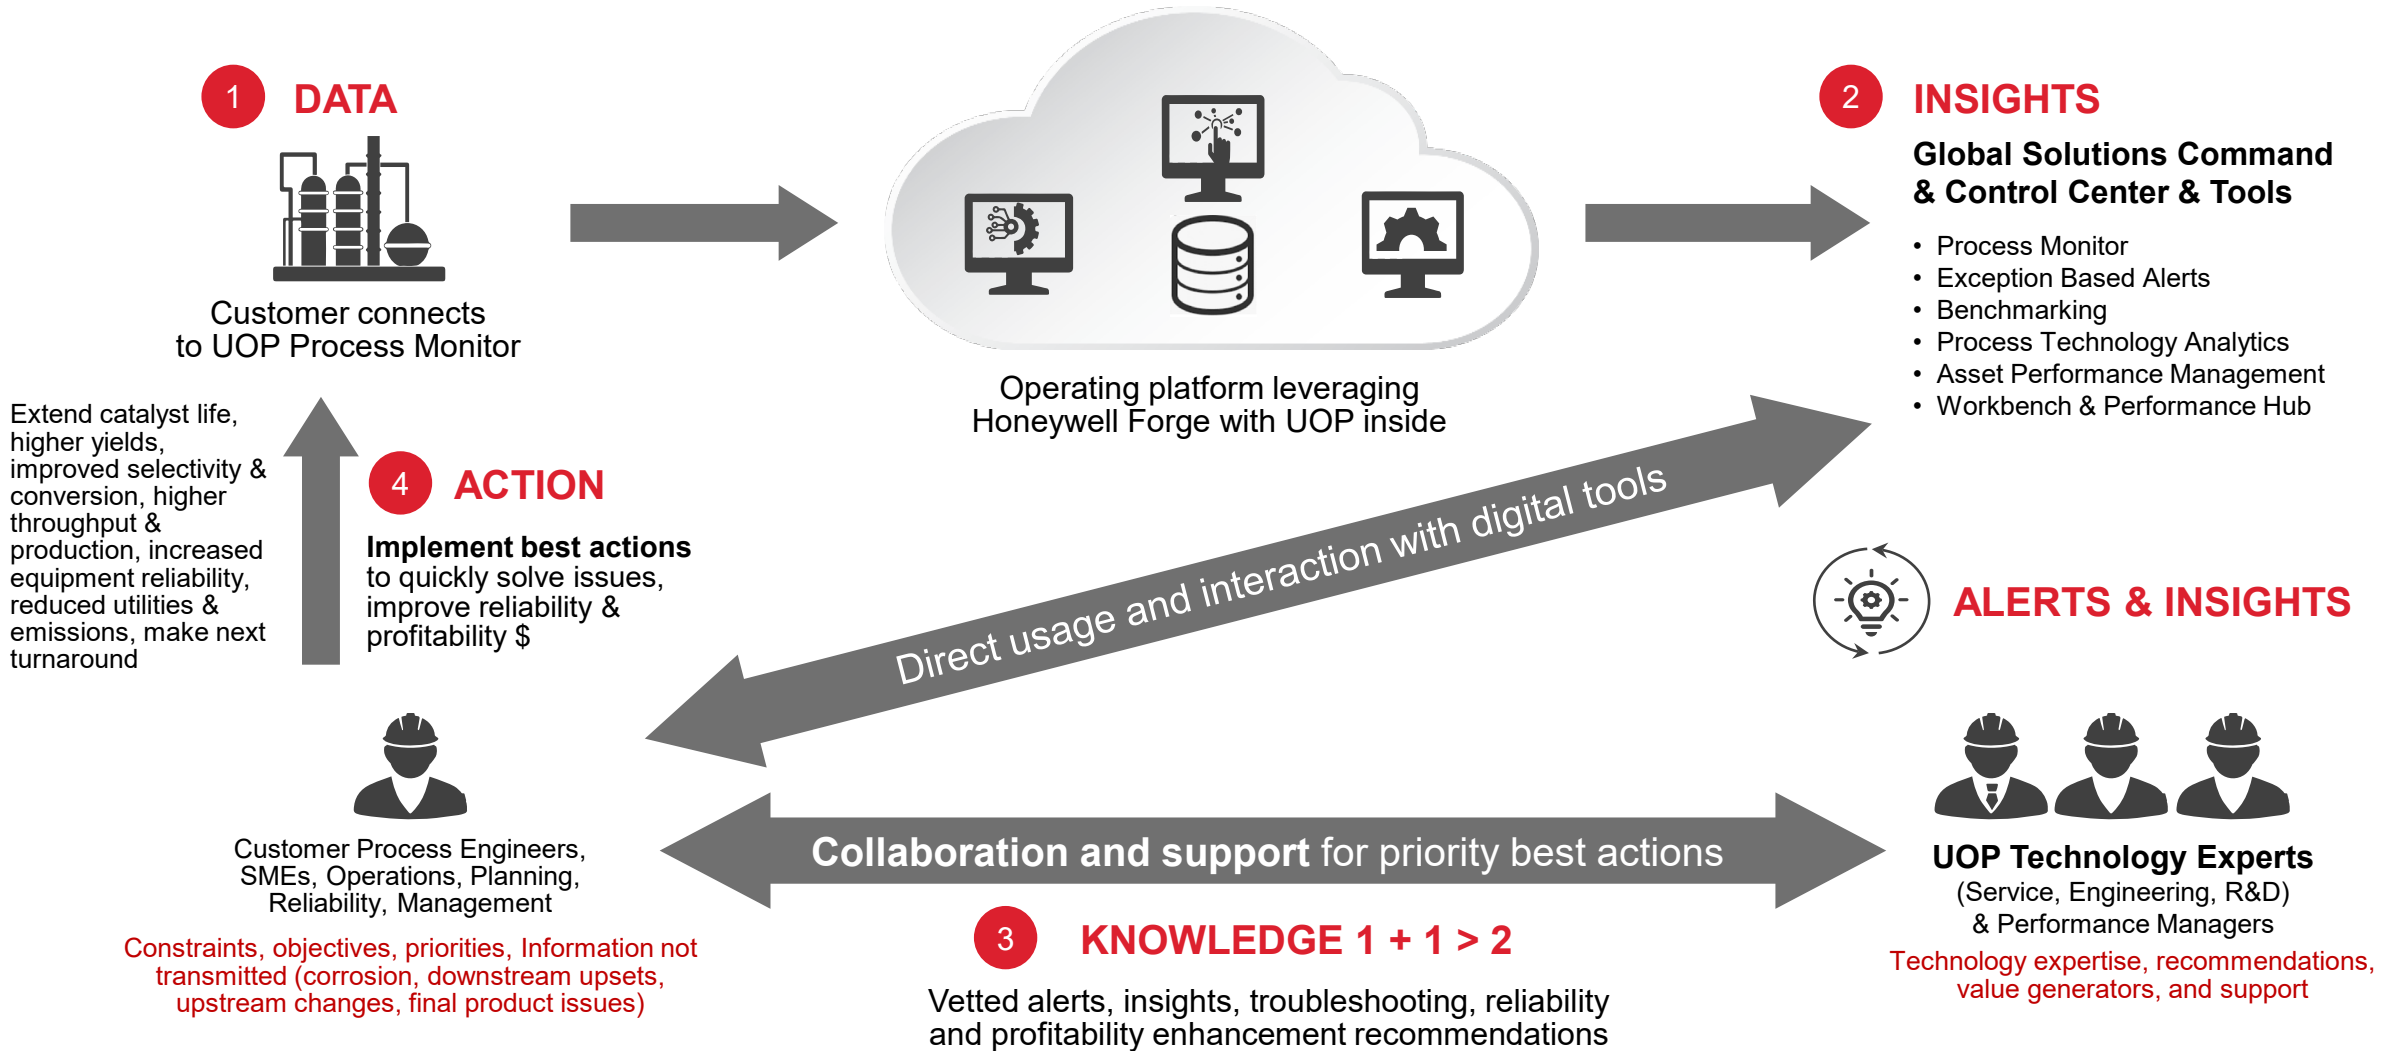 1 DATA
Customer connects
to UOP Process Monitor
Operating platform leveraging
Honeywell Forge with UOP inside
2 INSIGHTS
Global Solutions Command
& Control Center & Tools
• Process Monitor
• Exception Based Alerts
• Benchmarking
• Process Technology Analytics
• Asset Performance Management
• Workbench & Performance Hub
Extend catalyst life,
higher yields,
improved selectivity &
conversion, higher
throughput &
production, increased
equipment reliability,
reduced utilities &
emissions, make next
turnaround
4 ACTION
Implement best actions
to quickly solve issues,
improve reliability &
profitability $
Direct usage and interaction with digital tools
ALERTS & INSIGHTS
Customer Process Engineers,
SMEs, Operations, Planning,
Reliability, Management
Constraints, objectives, priorities, Information not
transmitted (corrosion, downstream upsets,
upstream changes, final product issues)
Collaboration and support for priority best actions
3 KNOWLEDGE 1 + 1 > 2
Vetted alerts, insights, troubleshooting, reliability
and profitability enhancement recommendations
UOP Technology Experts
(Service, Engineering, R&D)
& Performance Managers
Technology expertise, recommendations,
value generators, and support